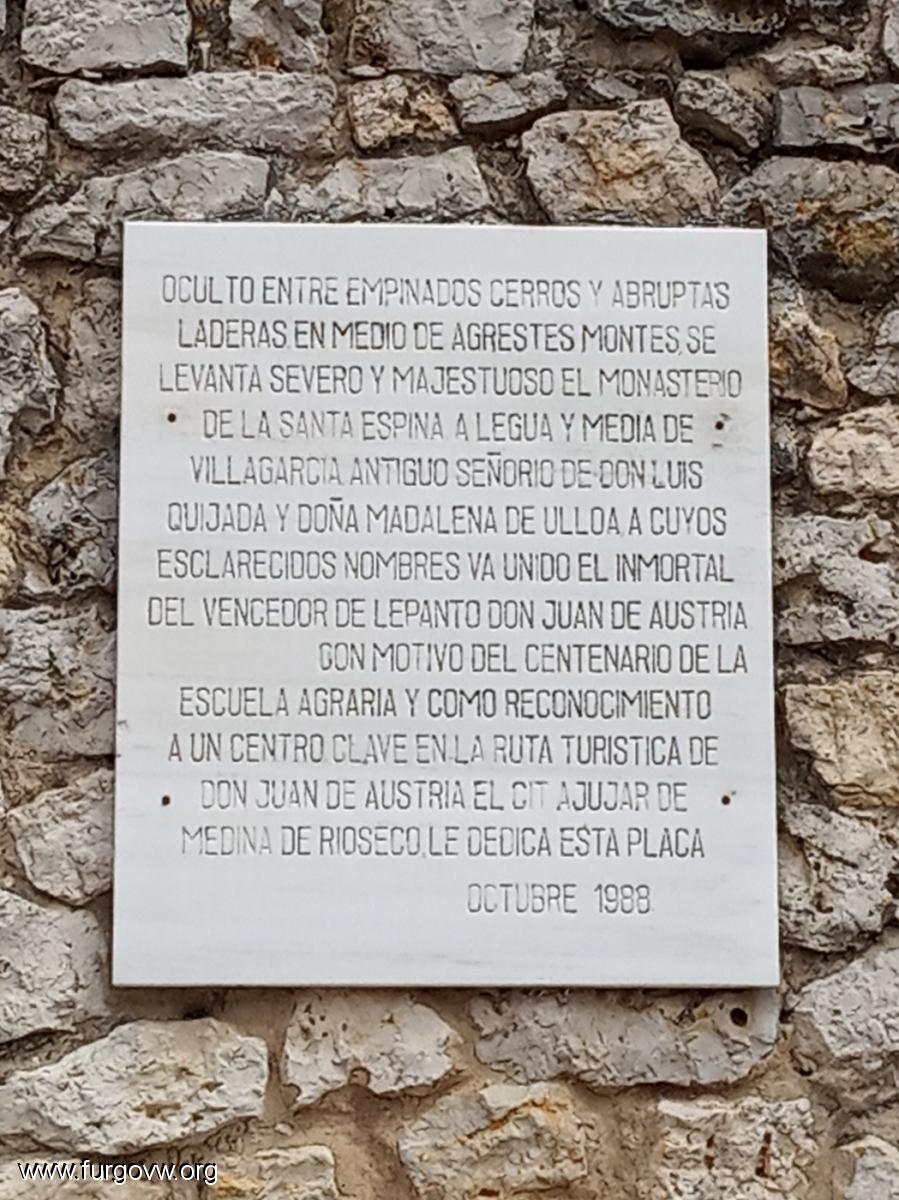 OCULTO ENTRE EMPINADOS CERROS Y ABRUPTAS
LADERAS, EN MEDIO DE AGRESTES MONTES, SE
LEVANTA SEVERO Y MAJESTUOSO EL MONASTERIO
DE LA SANTA ESPINA A LEGUA Y MEDIA DE
VILLAGARCIA, ANTIGUO SEÑORIO DE DON LUIS
QUIJADA Y DOÑA MADALENA DE ULLOA, A CUYOS
ESCLARECIDOS NOMBRES VA UNIDO EL INMORTAL
DEL VENCEDOR DE LEPANTO DON JUAN DE AUSTRIA
CON MOTIVO DEL CENTENARIO DE LA
ESCUELA AGRARIA Y COMO RECONOCIMIENTO
A UN CENTRO CLAVE EN LA RUTA TURISTICA DE
DON JUAN DE AUSTRIA EL CIT AJUJAR DE
MEDINA DE RIOSECO, LE DEDICA ESTA PLACA
OCTUBRE 1988
www.furgovw.org